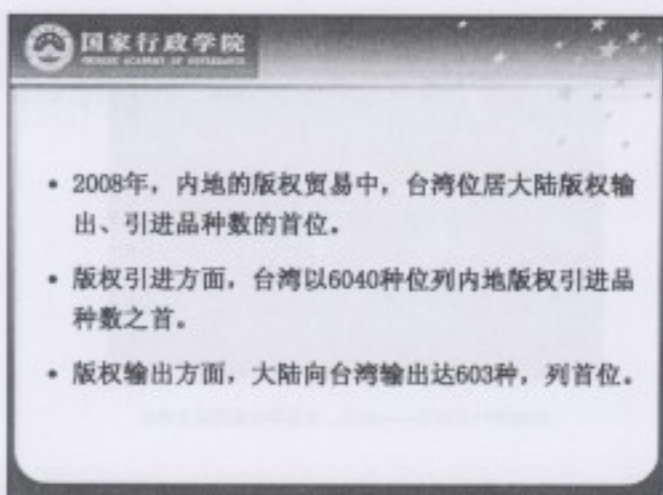 国家行政学院
CHINESE ACADEMY OF GOVERNANCE
• 2008年，内地的版权贸易中，台湾位居大陆版权输
出、引进品种数的首位。
• 版权引进方面，台湾以6040种位列内地版权引进品
种数之首。
• 版权输出方面，大陆向台湾输出达603种，列首位。